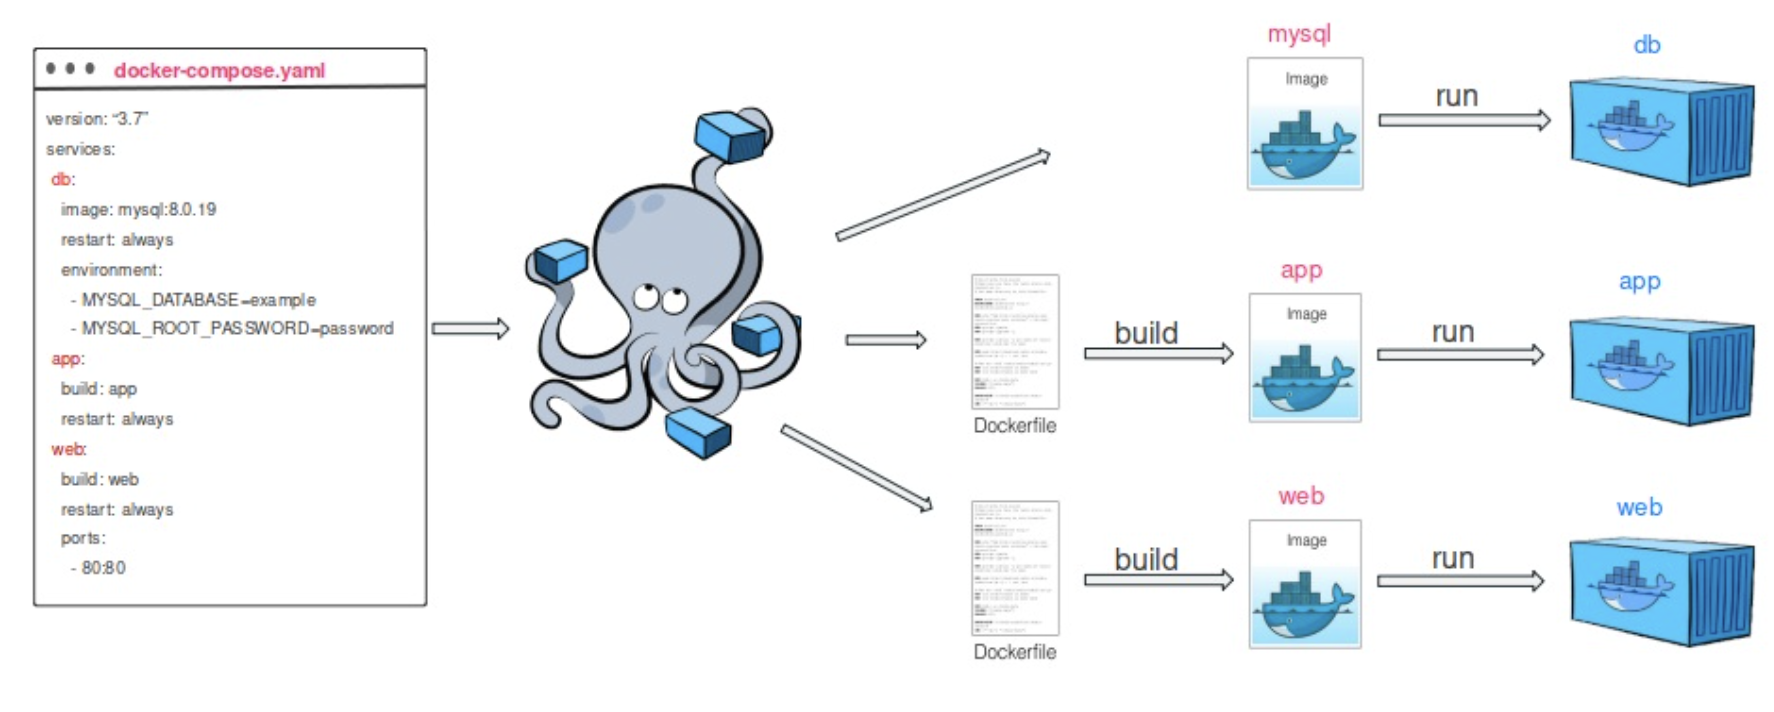 docker-compose.yaml
version: “3.7”
services:
db:
image: mysql:8.0.19
restart: always
environment:
- MYSQL_DATABASE=example
- MYSQL_ROOT_PASSWORD=password
app:
build: app
restart: always
web:
build: web
restart: always
ports:
- 80:80
mysql
Image
run
db
Dockerfile
build
app
Image
run
app
Dockerfile
build
web
Image
run
web